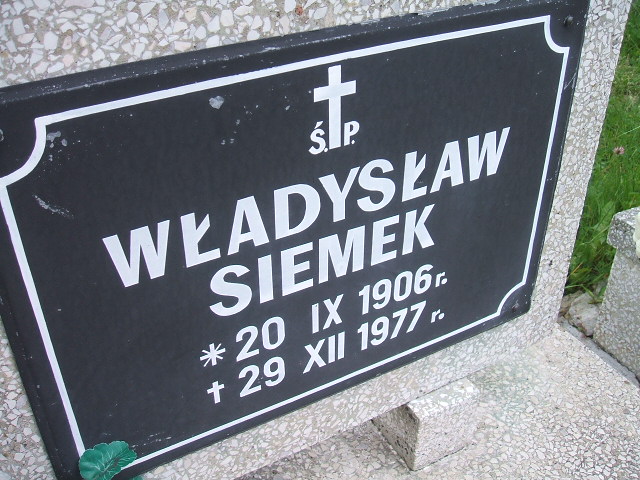 Ś.P.
WŁADYSŁAW
SIEMEK
* 20 IX 1906 r.
† 29 XII 1977 r.